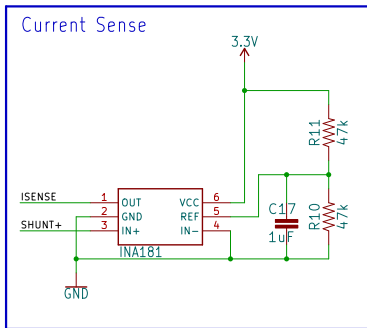 Current Sense
3.3V
R11
47k
ISENSE
1 OUT VCC 6
2 GND REF 5
SHUNT+
3 IN+ IN- 4
INA181
C17
1uF
R10
47k
GND